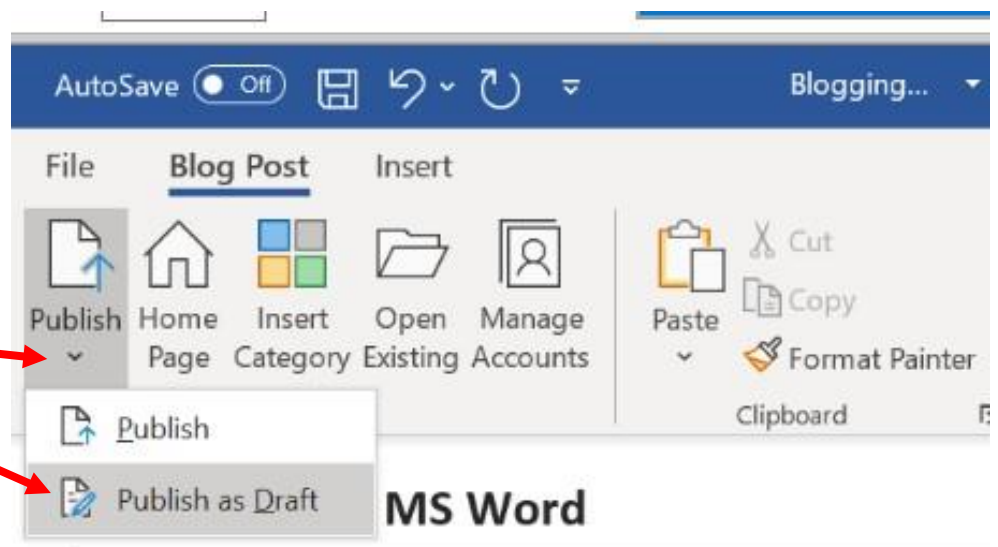 AutoSave Off Blogging...
File Blog Post Insert
Publish Home Page Insert Category Open Existing Manage Accounts Paste Cut
Copy
Format Painter
Clipboard
Publish
Publish as Draft
MS Word